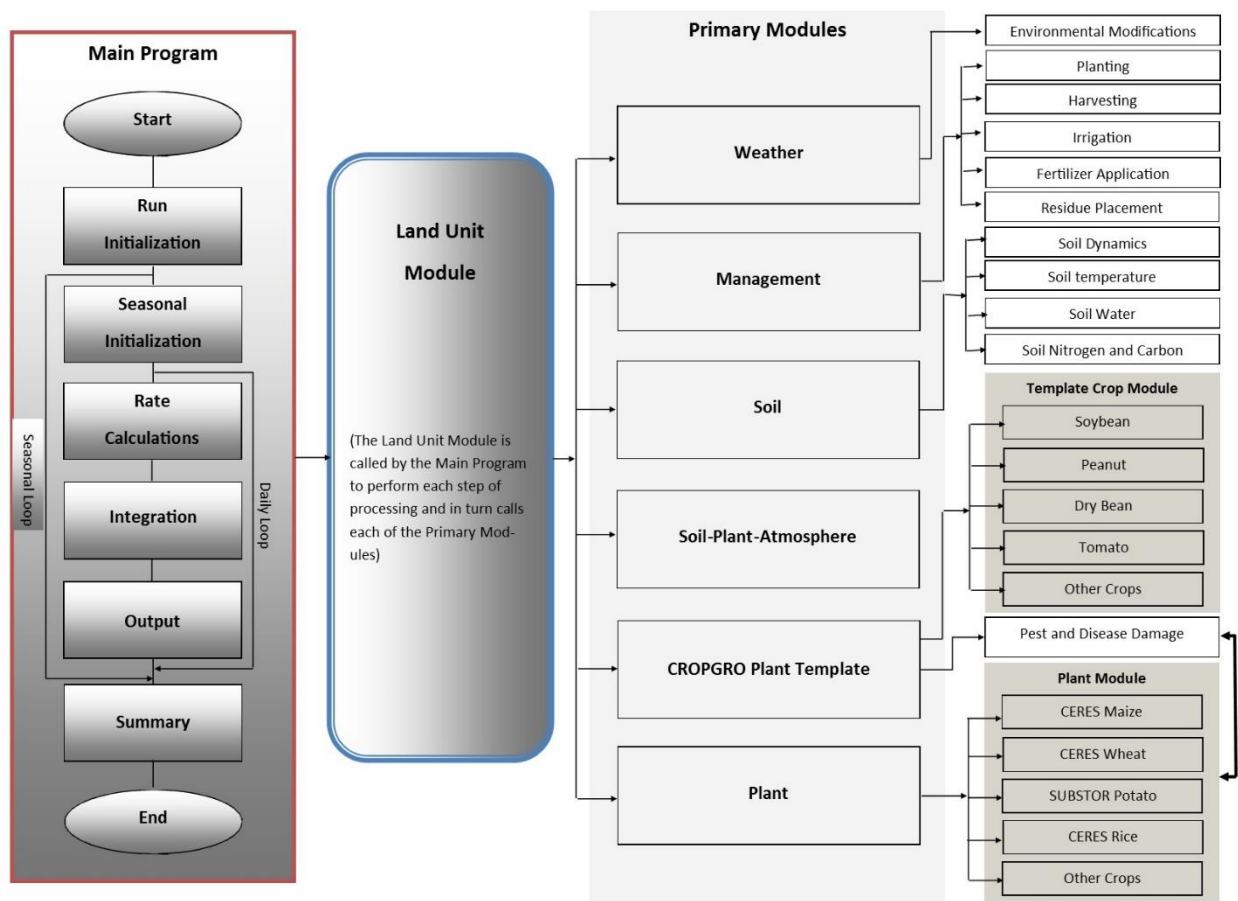 Main Program
Start
Run
Initialization
Seasonal
Initialization
Rate
Calculations
Integration
Output
Summary
End
Seasonal Loop
Daily Loop
Land Unit
Module
(The Land Unit Module is
called by the Main Program
to perform each step of
processing and in turn calls
each of the Primary Mod-
ules)
Primary Modules
Weather
Management
Soil
Soil-Plant-Atmosphere
CROPGRO Plant Template
Plant
Environmental Modifications
Planting
Harvesting
Irrigation
Fertilizer Application
Residue Placement
Soil Dynamics
Soil temperature
Soil Water
Soil Nitrogen and Carbon
Template Crop Module
Soybean
Peanut
Dry Bean
Tomato
Other Crops
Pest and Disease Damage
Plant Module
CERES Maize
CERES Wheat
SUBSTOR Potato
CERES Rice
Other Crops